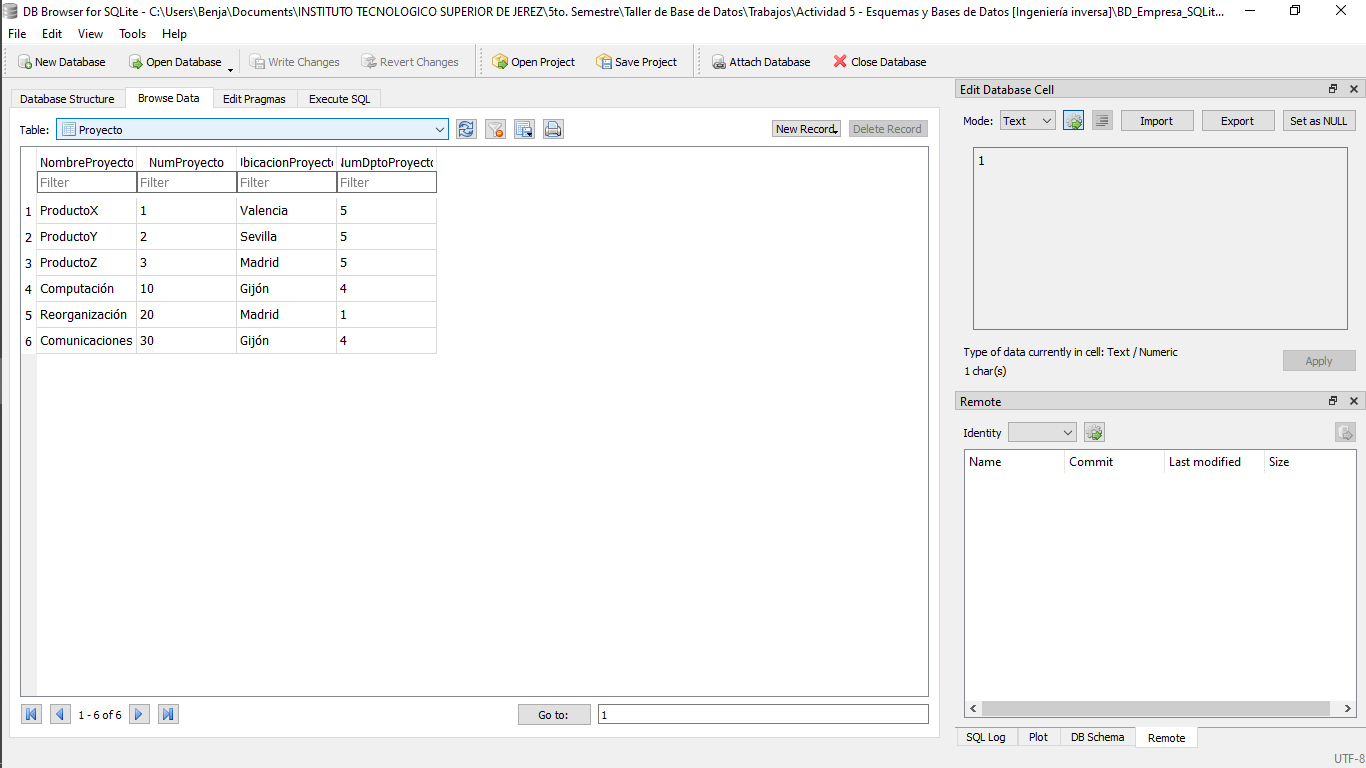 DB Browser for SQLite - C:\Users\Benja\Documents\INSTITUTO TECNOLOGICO SUPERIOR DE JEREZ\5to. Semestre\Taller de Base de Datos\Trabajos\Actividad 5 - Esquemas y Bases de Datos [Ingeniería inversa]\BD_Empresa_SQLit...
File Edit View Tools Help
New Database Open Database Write Changes Revert Changes Open Project Save Project Attach Database Close Database
Database Structure Browse Data Edit Pragmas Execute SQL
Table: Proyecto New Record Delete Record
NombreProyecto NumProyecto UbicacionProyecto NumDptoProyecto
Filter Filter Filter Filter
1 ProductoX 1 Valencia 5
2 ProductoY 2 Sevilla 5
3 ProductoZ 3 Madrid 5
4 Computación 10 Gijón 4
5 Reorganización 20 Madrid 1
6 Comunicaciones 30 Gijón 4
1 - 6 of 6 Go to: 1
Edit Database Cell
Mode: Text Import Export Set as NULL
1
Type of data currently in cell: Text / Numeric
1 char(s)
Apply
Remote
Identity
Name Commit Last modified Size
SQL Log Plot DB Schema Remote
UTF-8